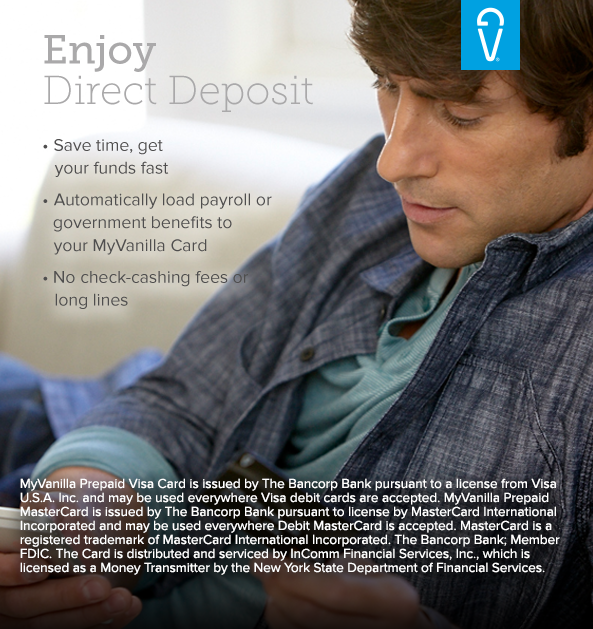 Enjoy
Direct Deposit
• Save time, get
your funds fast
• Automatically load payroll or
government benefits to
your MyVanilla Card
• No check-cashing fees or
long lines
MyVanilla Prepaid Visa Card is issued by The Bancorp Bank pursuant to a license from Visa
U.S.A. Inc. and may be used everywhere Visa debit cards are accepted. MyVanilla Prepaid
MasterCard is issued by The Bancorp Bank pursuant to license by MasterCard International
Incorporated and may be used everywhere Debit MasterCard is accepted. MasterCard is a
registered trademark of MasterCard International Incorporated. The Bancorp Bank; Member
FDIC. The Card is distributed and serviced by InComm Financial Services, Inc., which is
licensed as a Money Transmitter by the New York State Department of Financial Services.